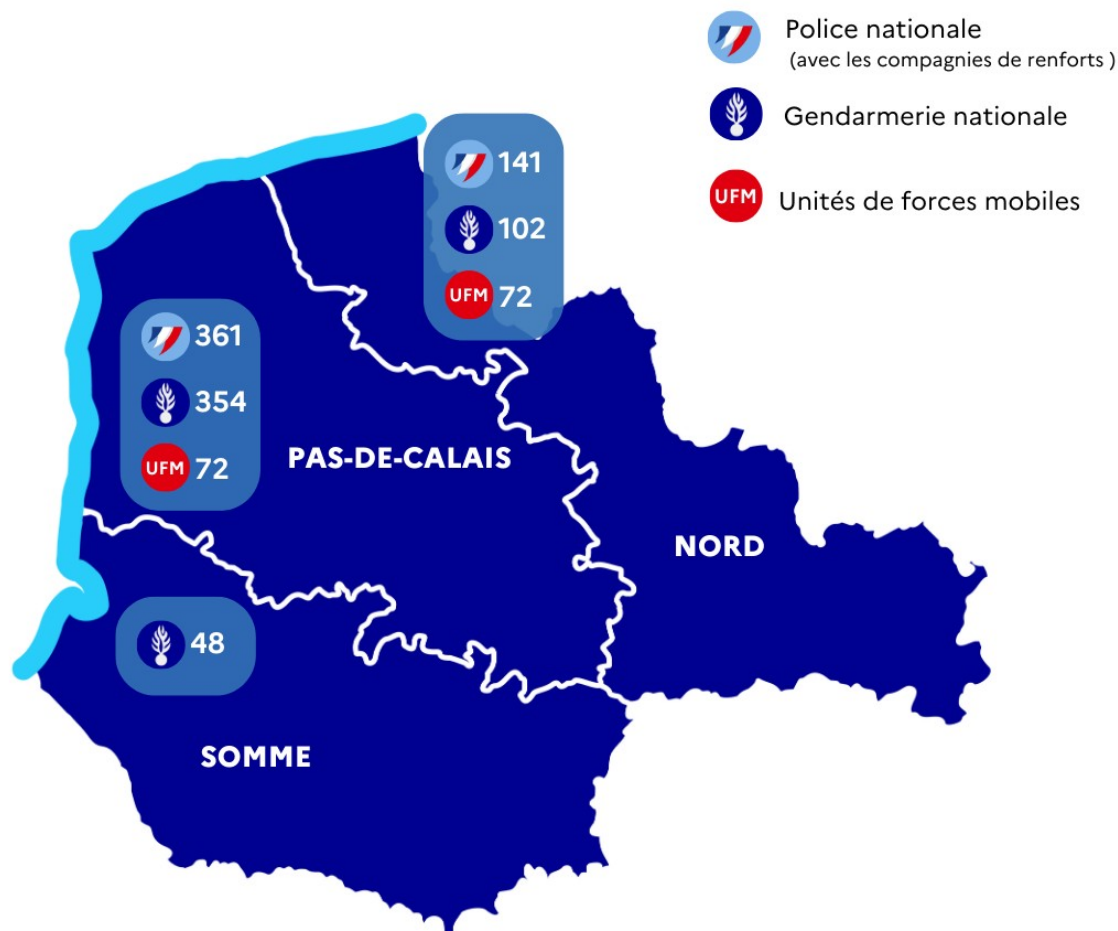 Police nationale
(avec les compagnies de renforts )
Gendarmerie nationale
UFM Unités de forces mobiles
141
102
UFM 72
361
354
UFM 72
PAS-DE-CALAIS
NORD
48
SOMME